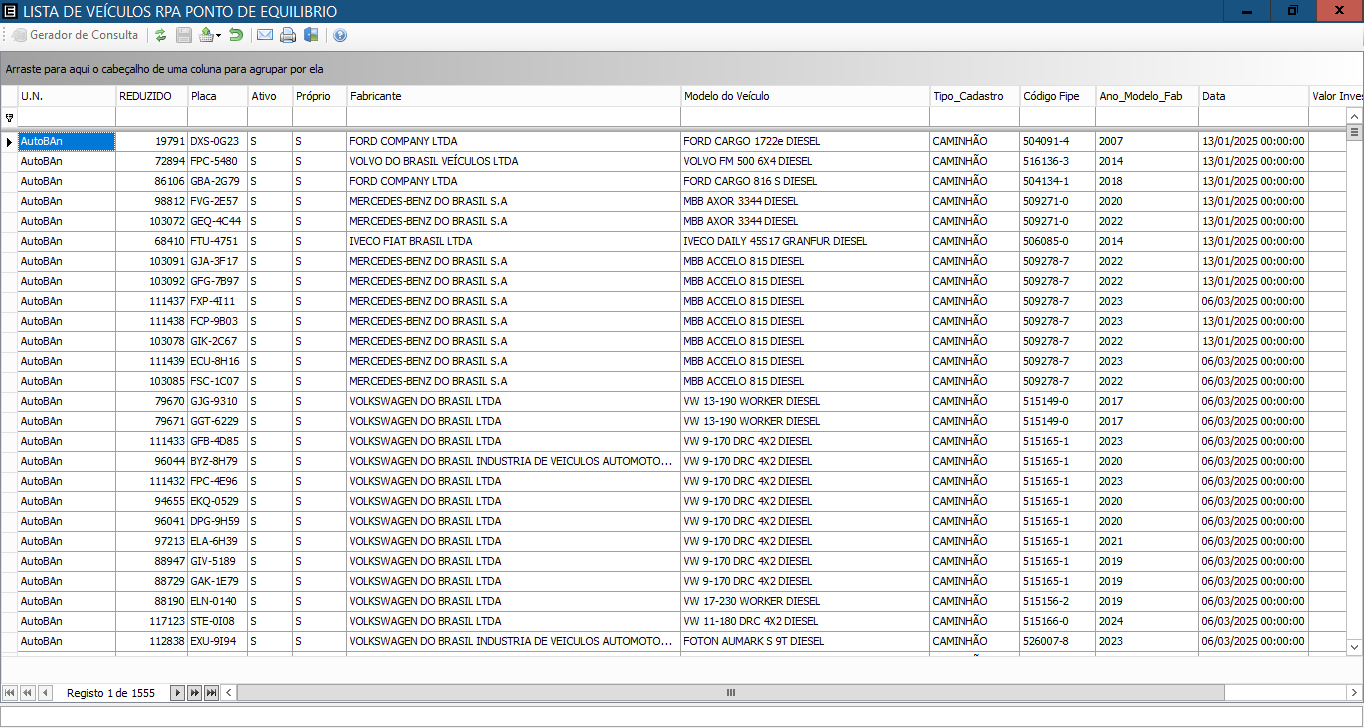 LISTA DE VEÍCULOS RPA PONTO DE EQUILIBRIO
Gerador de Consulta
Arraste para aqui o cabeçalho de uma coluna para agrupar por ela
U.N. REDUZIDO Placa Ativo Próprio Fabricante Modelo do Veículo Tipo_Cadastro Código Fipe Ano_Modelo_Fab Data Valor Inves
AutoBAn 19791 DXS-0G23 S S FORD COMPANY LTDA FORD CARGO 1722e DIESEL CAMINHÃO 504091-4 2007 13/01/2025 00:00:00
AutoBAn 72894 FPC-5480 S S VOLVO DO BRASIL VEÍCULOS LTDA VOLVO FM 500 6X4 DIESEL CAMINHÃO 516136-3 2014 13/01/2025 00:00:00
AutoBAn 86106 GBA-2G79 S S FORD COMPANY LTDA FORD CARGO 816 S DIESEL CAMINHÃO 504134-1 2018 13/01/2025 00:00:00
AutoBAn 98812 FVG-2E57 S S MERCEDES-BENZ DO BRASIL S.A MBB AXOR 3344 DIESEL CAMINHÃO 509271-0 2020 13/01/2025 00:00:00
AutoBAn 103072 GEQ-4C44 S S MERCEDES-BENZ DO BRASIL S.A MBB AXOR 3344 DIESEL CAMINHÃO 509271-0 2022 13/01/2025 00:00:00
AutoBAn 68410 FTU-4751 S S IVECO FIAT BRASIL LTDA IVECO DAILY 45S17 GRANFUR DIESEL CAMINHÃO 506085-0 2014 13/01/2025 00:00:00
AutoBAn 103091 GJA-3F17 S S MERCEDES-BENZ DO BRASIL S.A MBB ACCELO 815 DIESEL CAMINHÃO 509278-7 2022 13/01/2025 00:00:00
AutoBAn 103092 GFG-7B97 S S MERCEDES-BENZ DO BRASIL S.A MBB ACCELO 815 DIESEL CAMINHÃO 509278-7 2022 13/01/2025 00:00:00
AutoBAn 111437 FXP-4I11 S S MERCEDES-BENZ DO BRASIL S.A MBB ACCELO 815 DIESEL CAMINHÃO 509278-7 2023 06/03/2025 00:00:00
AutoBAn 111438 FCP-9B03 S S MERCEDES-BENZ DO BRASIL S.A MBB ACCELO 815 DIESEL CAMINHÃO 509278-7 2023 13/01/2025 00:00:00
AutoBAn 103078 GIK-2C67 S S MERCEDES-BENZ DO BRASIL S.A MBB ACCELO 815 DIESEL CAMINHÃO 509278-7 2022 13/01/2025 00:00:00
AutoBAn 111439 ECU-8H16 S S MERCEDES-BENZ DO BRASIL S.A MBB ACCELO 815 DIESEL CAMINHÃO 509278-7 2023 06/03/2025 00:00:00
AutoBAn 103085 FSC-1C07 S S MERCEDES-BENZ DO BRASIL S.A MBB ACCELO 815 DIESEL CAMINHÃO 509278-7 2022 06/03/2025 00:00:00
AutoBAn 79670 GJG-9310 S S VOLKSWAGEN DO BRASIL LTDA VW 13-190 WORKER DIESEL CAMINHÃO 515149-0 2017 06/03/2025 00:00:00
AutoBAn 79671 GGT-6229 S S VOLKSWAGEN DO BRASIL LTDA VW 13-190 WORKER DIESEL CAMINHÃO 515149-0 2017 06/03/2025 00:00:00
AutoBAn 111433 GFB-4D85 S S VOLKSWAGEN DO BRASIL LTDA VW 9-170 DRC 4X2 DIESEL CAMINHÃO 515165-1 2023 06/03/2025 00:00:00
AutoBAn 96044 BYZ-8H79 S S VOLKSWAGEN DO BRASIL INDUSTRIA DE VEICULOS AUTOMOTO... VW 9-170 DRC 4X2 DIESEL CAMINHÃO 515165-1 2020 06/03/2025 00:00:00
AutoBAn 111432 FPC-4E96 S S VOLKSWAGEN DO BRASIL LTDA VW 9-170 DRC 4X2 DIESEL CAMINHÃO 515165-1 2023 06/03/2025 00:00:00
AutoBAn 94655 EKQ-0529 S S VOLKSWAGEN DO BRASIL LTDA VW 9-170 DRC 4X2 DIESEL CAMINHÃO 515165-1 2020 06/03/2025 00:00:00
AutoBAn 96041 DPG-9H59 S S VOLKSWAGEN DO BRASIL LTDA VW 9-170 DRC 4X2 DIESEL CAMINHÃO 515165-1 2020 06/03/2025 00:00:00
AutoBAn 97213 ELA-6H39 S S VOLKSWAGEN DO BRASIL LTDA VW 9-170 DRC 4X2 DIESEL CAMINHÃO 515165-1 2021 06/03/2025 00:00:00
AutoBAn 88947 GIV-5189 S S VOLKSWAGEN DO BRASIL LTDA VW 9-170 DRC 4X2 DIESEL CAMINHÃO 515165-1 2019 06/03/2025 00:00:00
AutoBAn 88729 GAK-1E79 S S VOLKSWAGEN DO BRASIL LTDA VW 9-170 DRC 4X2 DIESEL CAMINHÃO 515165-1 2019 06/03/2025 00:00:00
AutoBAn 88190 ELN-0140 S S VOLKSWAGEN DO BRASIL LTDA VW 17-230 WORKER DIESEL CAMINHÃO 515156-2 2019 06/03/2025 00:00:00
AutoBAn 117123 STE-0I08 S S VOLKSWAGEN DO BRASIL LTDA VW 11-180 DRC 4X2 DIESEL CAMINHÃO 515166-0 2024 06/03/2025 00:00:00
AutoBAn 112838 EXU-9I94 S S VOLKSWAGEN DO BRASIL INDUSTRIA DE VEICULOS AUTOMOTO... FOTON AUMARK S 9T DIESEL CAMINHÃO 526007-8 2023 06/03/2025 00:00:00
Registo 1 de 1555